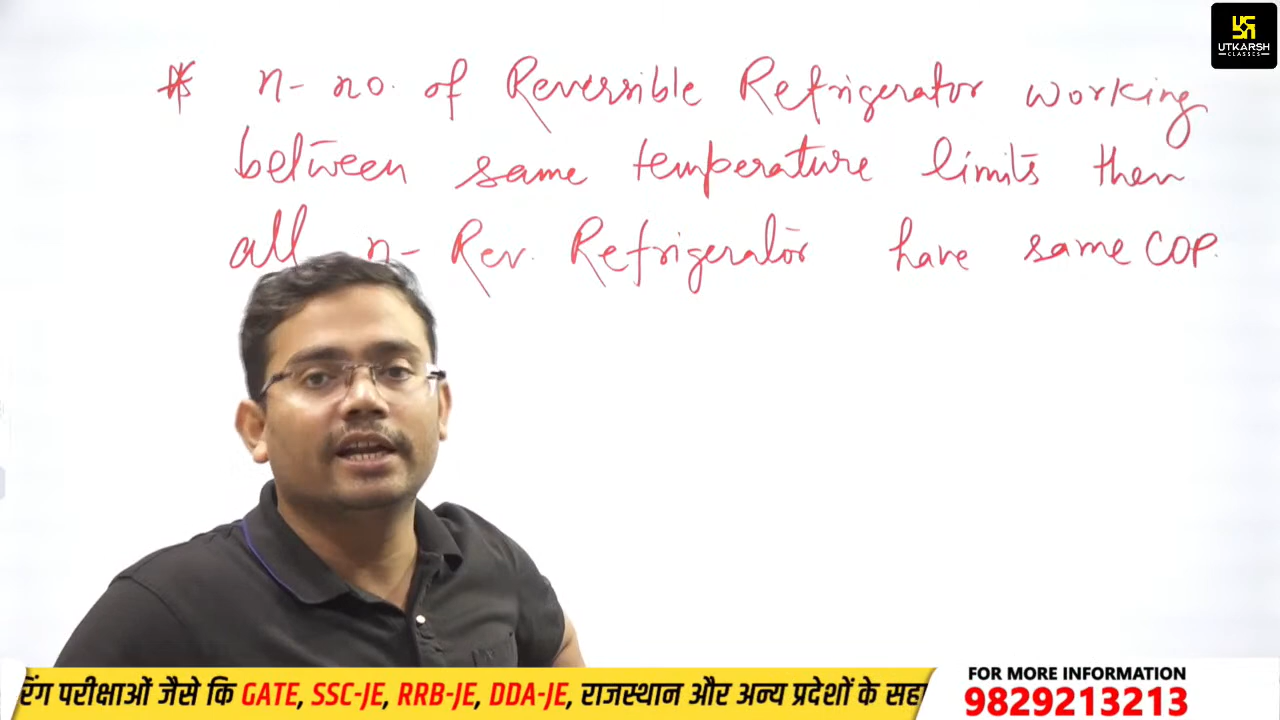 UTKARSH
CLASSES
* n- no. of Reversible Refrigerator working
between same temperature limits then
all n- Rev. Refrigerator have same COP.
रिंग परीक्षाओं जैसे कि GATE, SSC-JE, RRB-JE, DDA-JE, राजस्थान और अन्य प्रदेशों के सहा
FOR MORE INFORMATION
9829213213